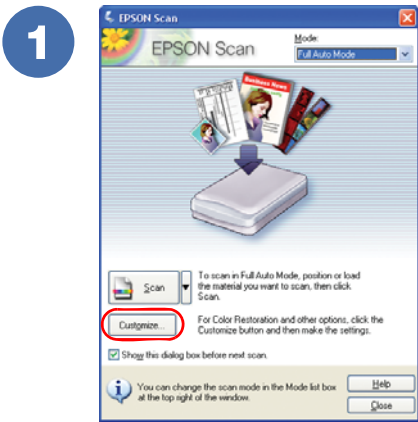 1
EPSON Scan
EPSON Scan
Mode:
Full Auto Mode
Business News
Scan
To scan in Full Auto Mode, position or load
the material you want to scan, then click
Scan.
Customize...
For Color Restoration and other options, click the
Customize button and then make the settings.
Show this dialog box before next scan.
You can change the scan mode in the Mode list box
at the top right of the window.
Help
Close